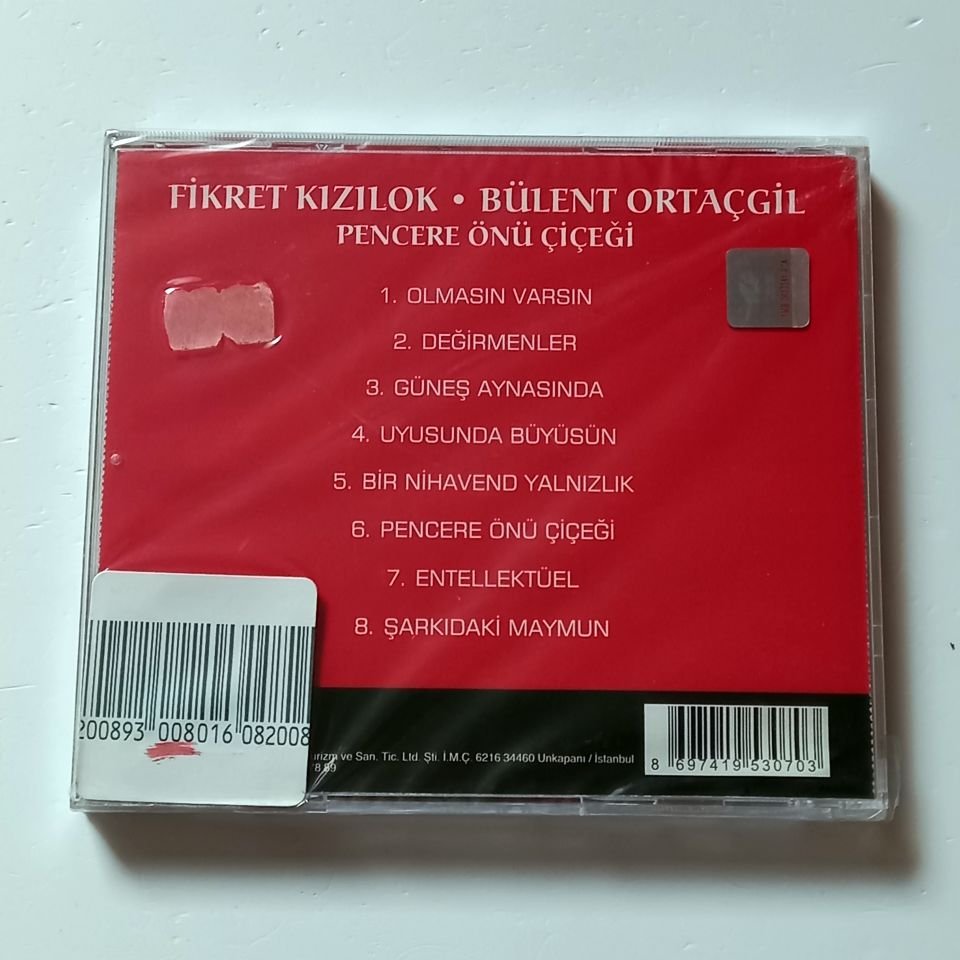 FİKRET KIZILOK • BÜLENT ORTAÇGİL
PENCERE ÖNÜ ÇİÇEĞİ
1. OLMASIN VARSIN
2. DEĞİRMENLER
3. GÜNEŞ AYNASINDA
4. UYUSUNDA BÜYÜSÜN
5. BİR NİHAVEND YALNIZLIK
6. PENCERE ÖNÜ ÇİÇEĞİ
7. ENTELLEKTÜEL
8. ŞARKIDAKİ MAYMUN
200893 008016 082008
ve San. Tic. Ltd. Şti. İ.M.Ç. 6216 34460 Unkapanı / İstanbul
8 697419 530703